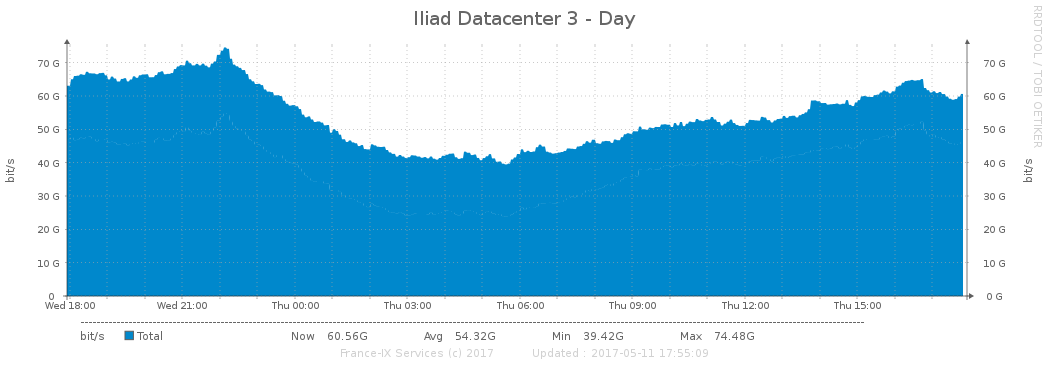 Iliad Datacenter 3 - Day
RRDTOOL / TOBI OETIKER
bit/s
70 G
60 G
50 G
40 G
30 G
20 G
10 G
0
70 G
60 G
50 G
40 G
30 G
20 G
10 G
0 G
bit/s
Wed 18:00 Wed 21:00 Thu 00:00 Thu 03:00 Thu 06:00 Thu 09:00 Thu 12:00 Thu 15:00
bit/s Total Now 60.56G Avg 54.32G Min 39.42G Max 74.48G
France-IX Services (c) 2017 Updated : 2017-05-11 17:55:09